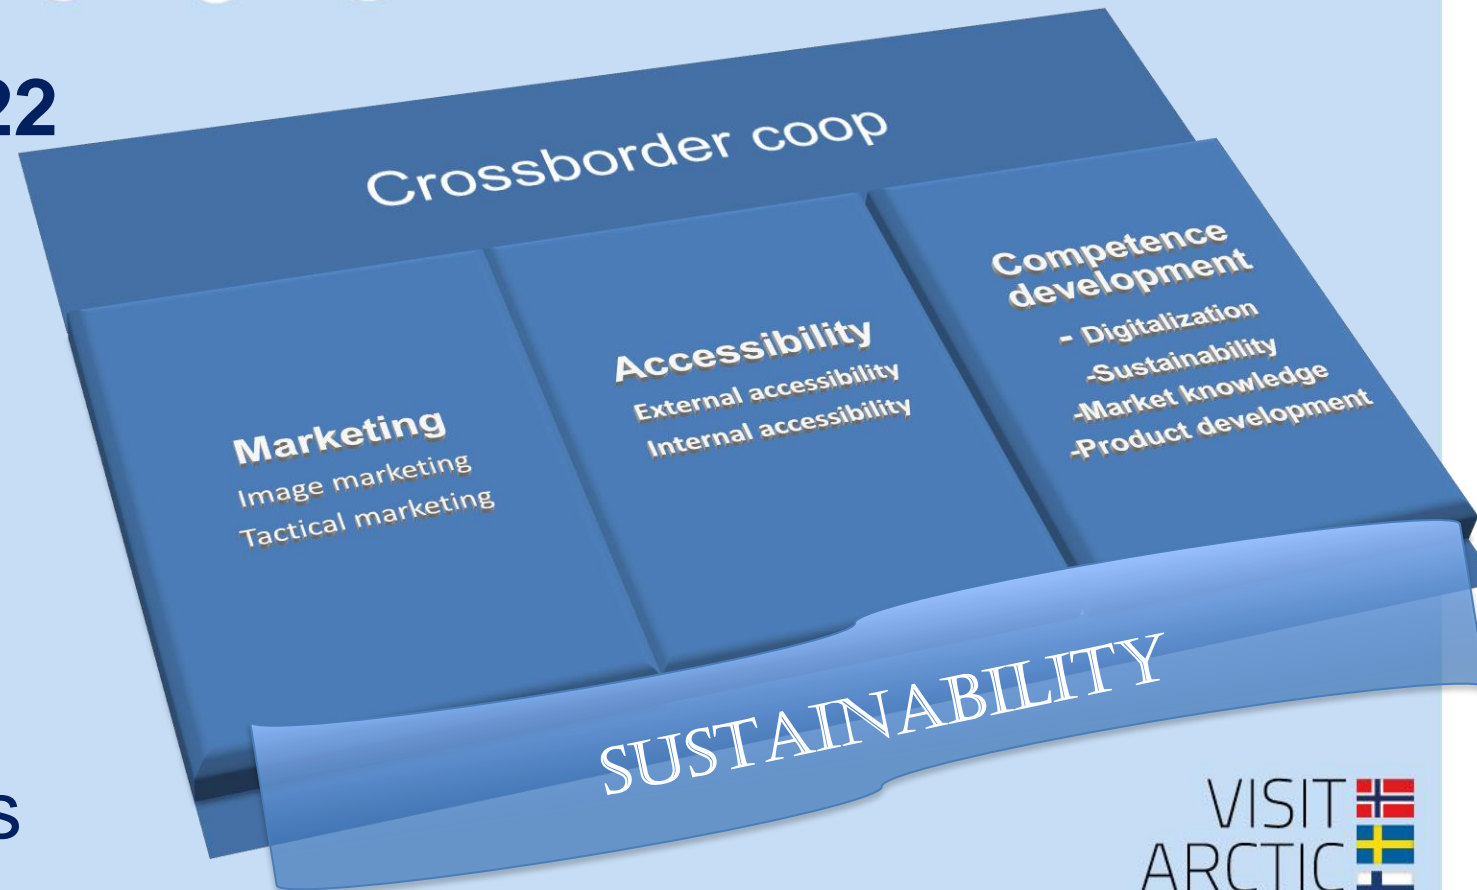 22
Crossborder coop
Marketing
Image marketing
Tactical marketing
Accessibility
External accessibility
Internal accessibility
Competence
development
- Digitalization
-Sustainability
-Market knowledge
-Product development
SUSTAINABILITY
s
VISIT
ARCTIC